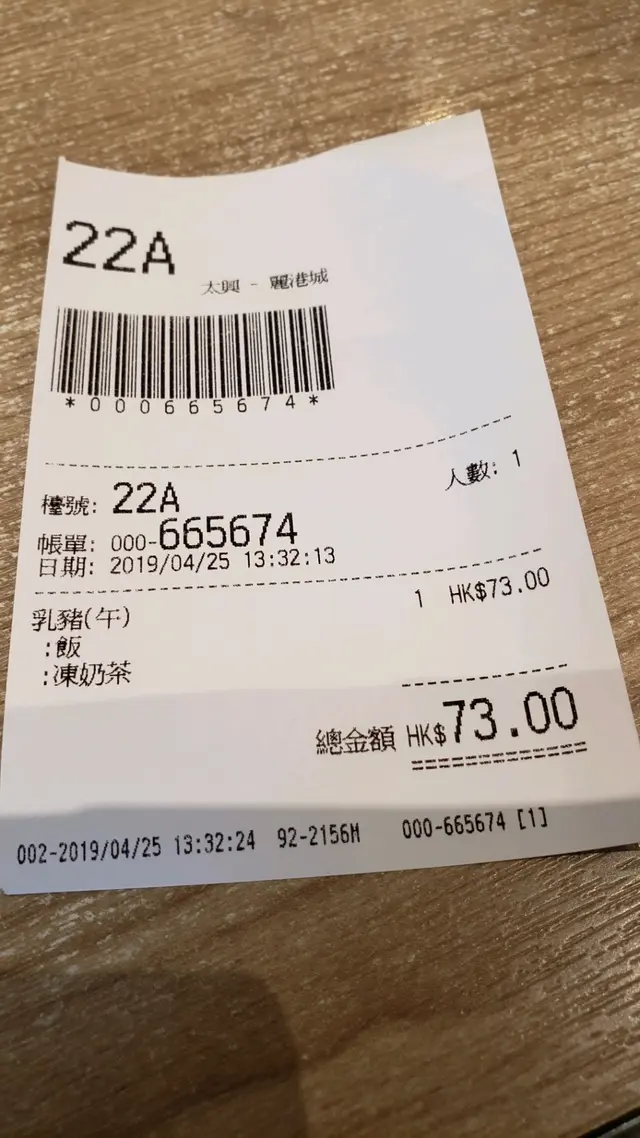 22A
太興 - 麗港城
*000665674*
人數: 1
檯號: 22A
帳單: 000-665674
日期: 2019/04/25 13:32:13
乳豬(午) 1 HK$73.00
:飯
:凍奶茶
總金額 HK$73.00
002-2019/04/25 13:32:24 92-2156M 000-665674 [1]